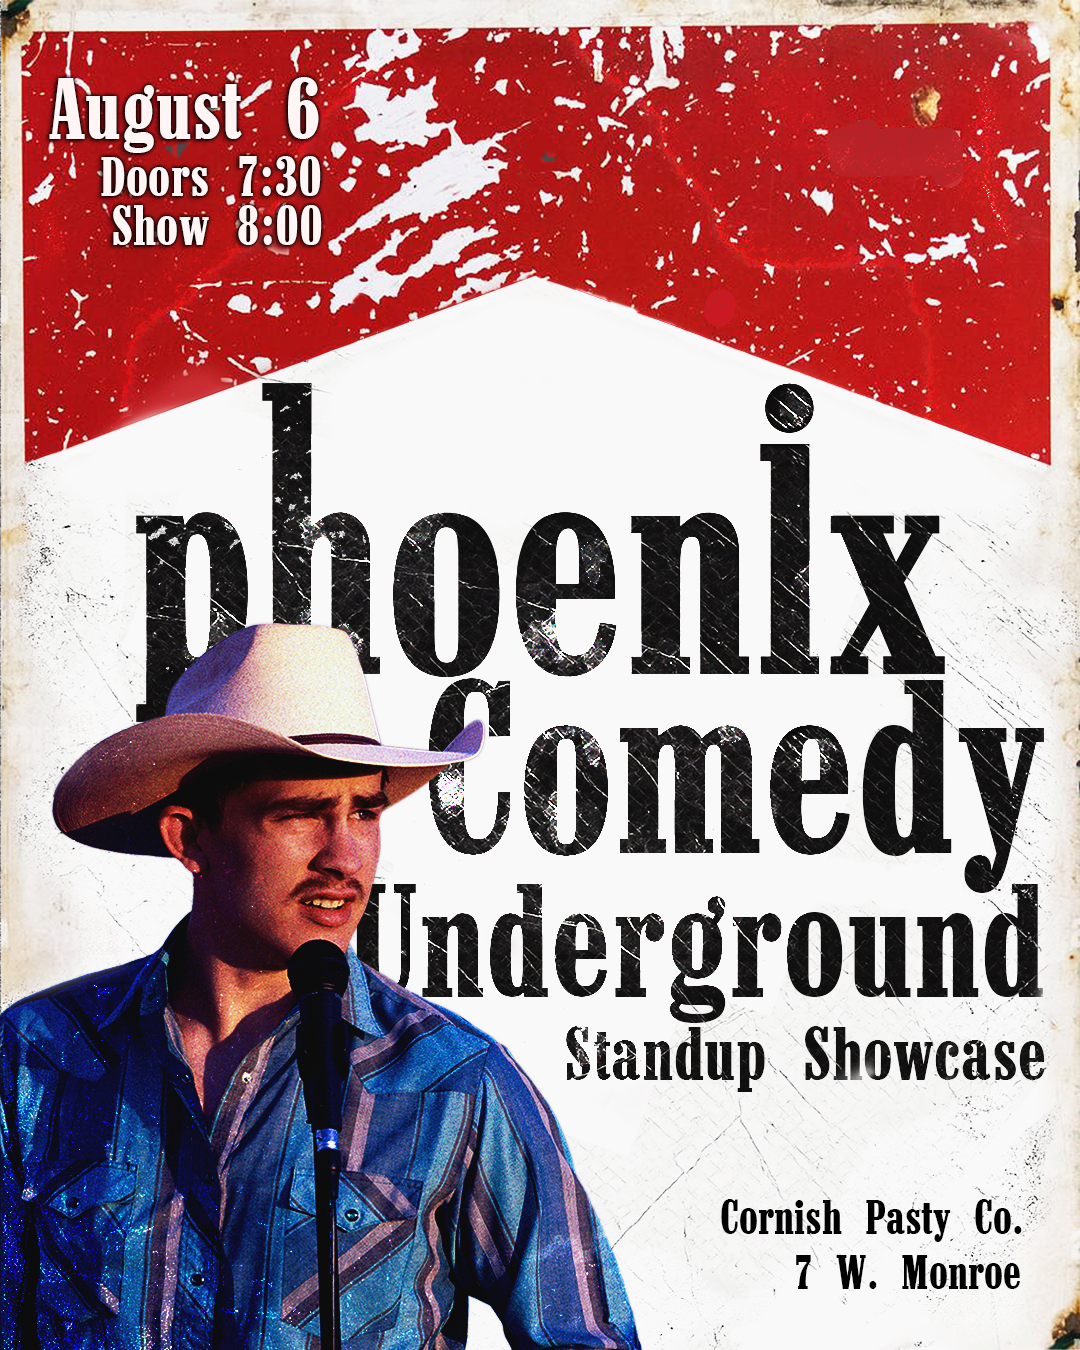 August 6
Doors 7:30
Show 8:00
phoenix
Comedy
Underground
Standup Showcase
Cornish Pasty Co.
7 W. Monroe